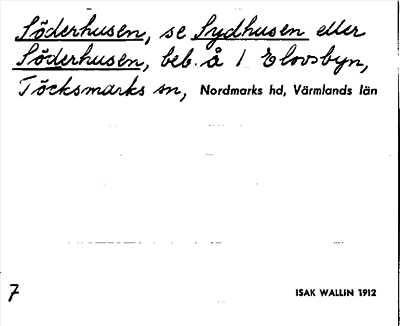 Söderhusen, se Sydhusen eller
Söderhusen, beb. å 1 Elovsbyn,
Töcksmarks sn, Nordmarks hd, Värmlands län
7
ISAK WALLIN 1912